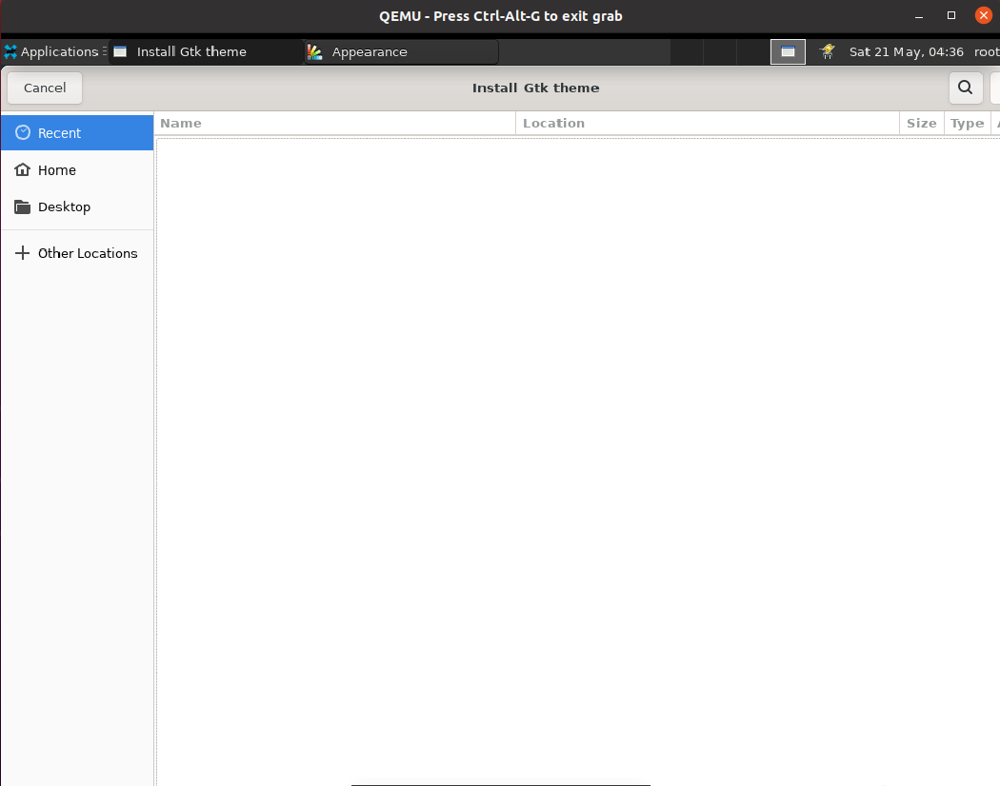 QEMU - Press Ctrl-Alt-G to exit grab
Applications Install Gtk theme Appearance Sat 21 May, 04:36 root
Cancel Install Gtk theme
Name Location Size Type
Recent
Home
Desktop
Other Locations